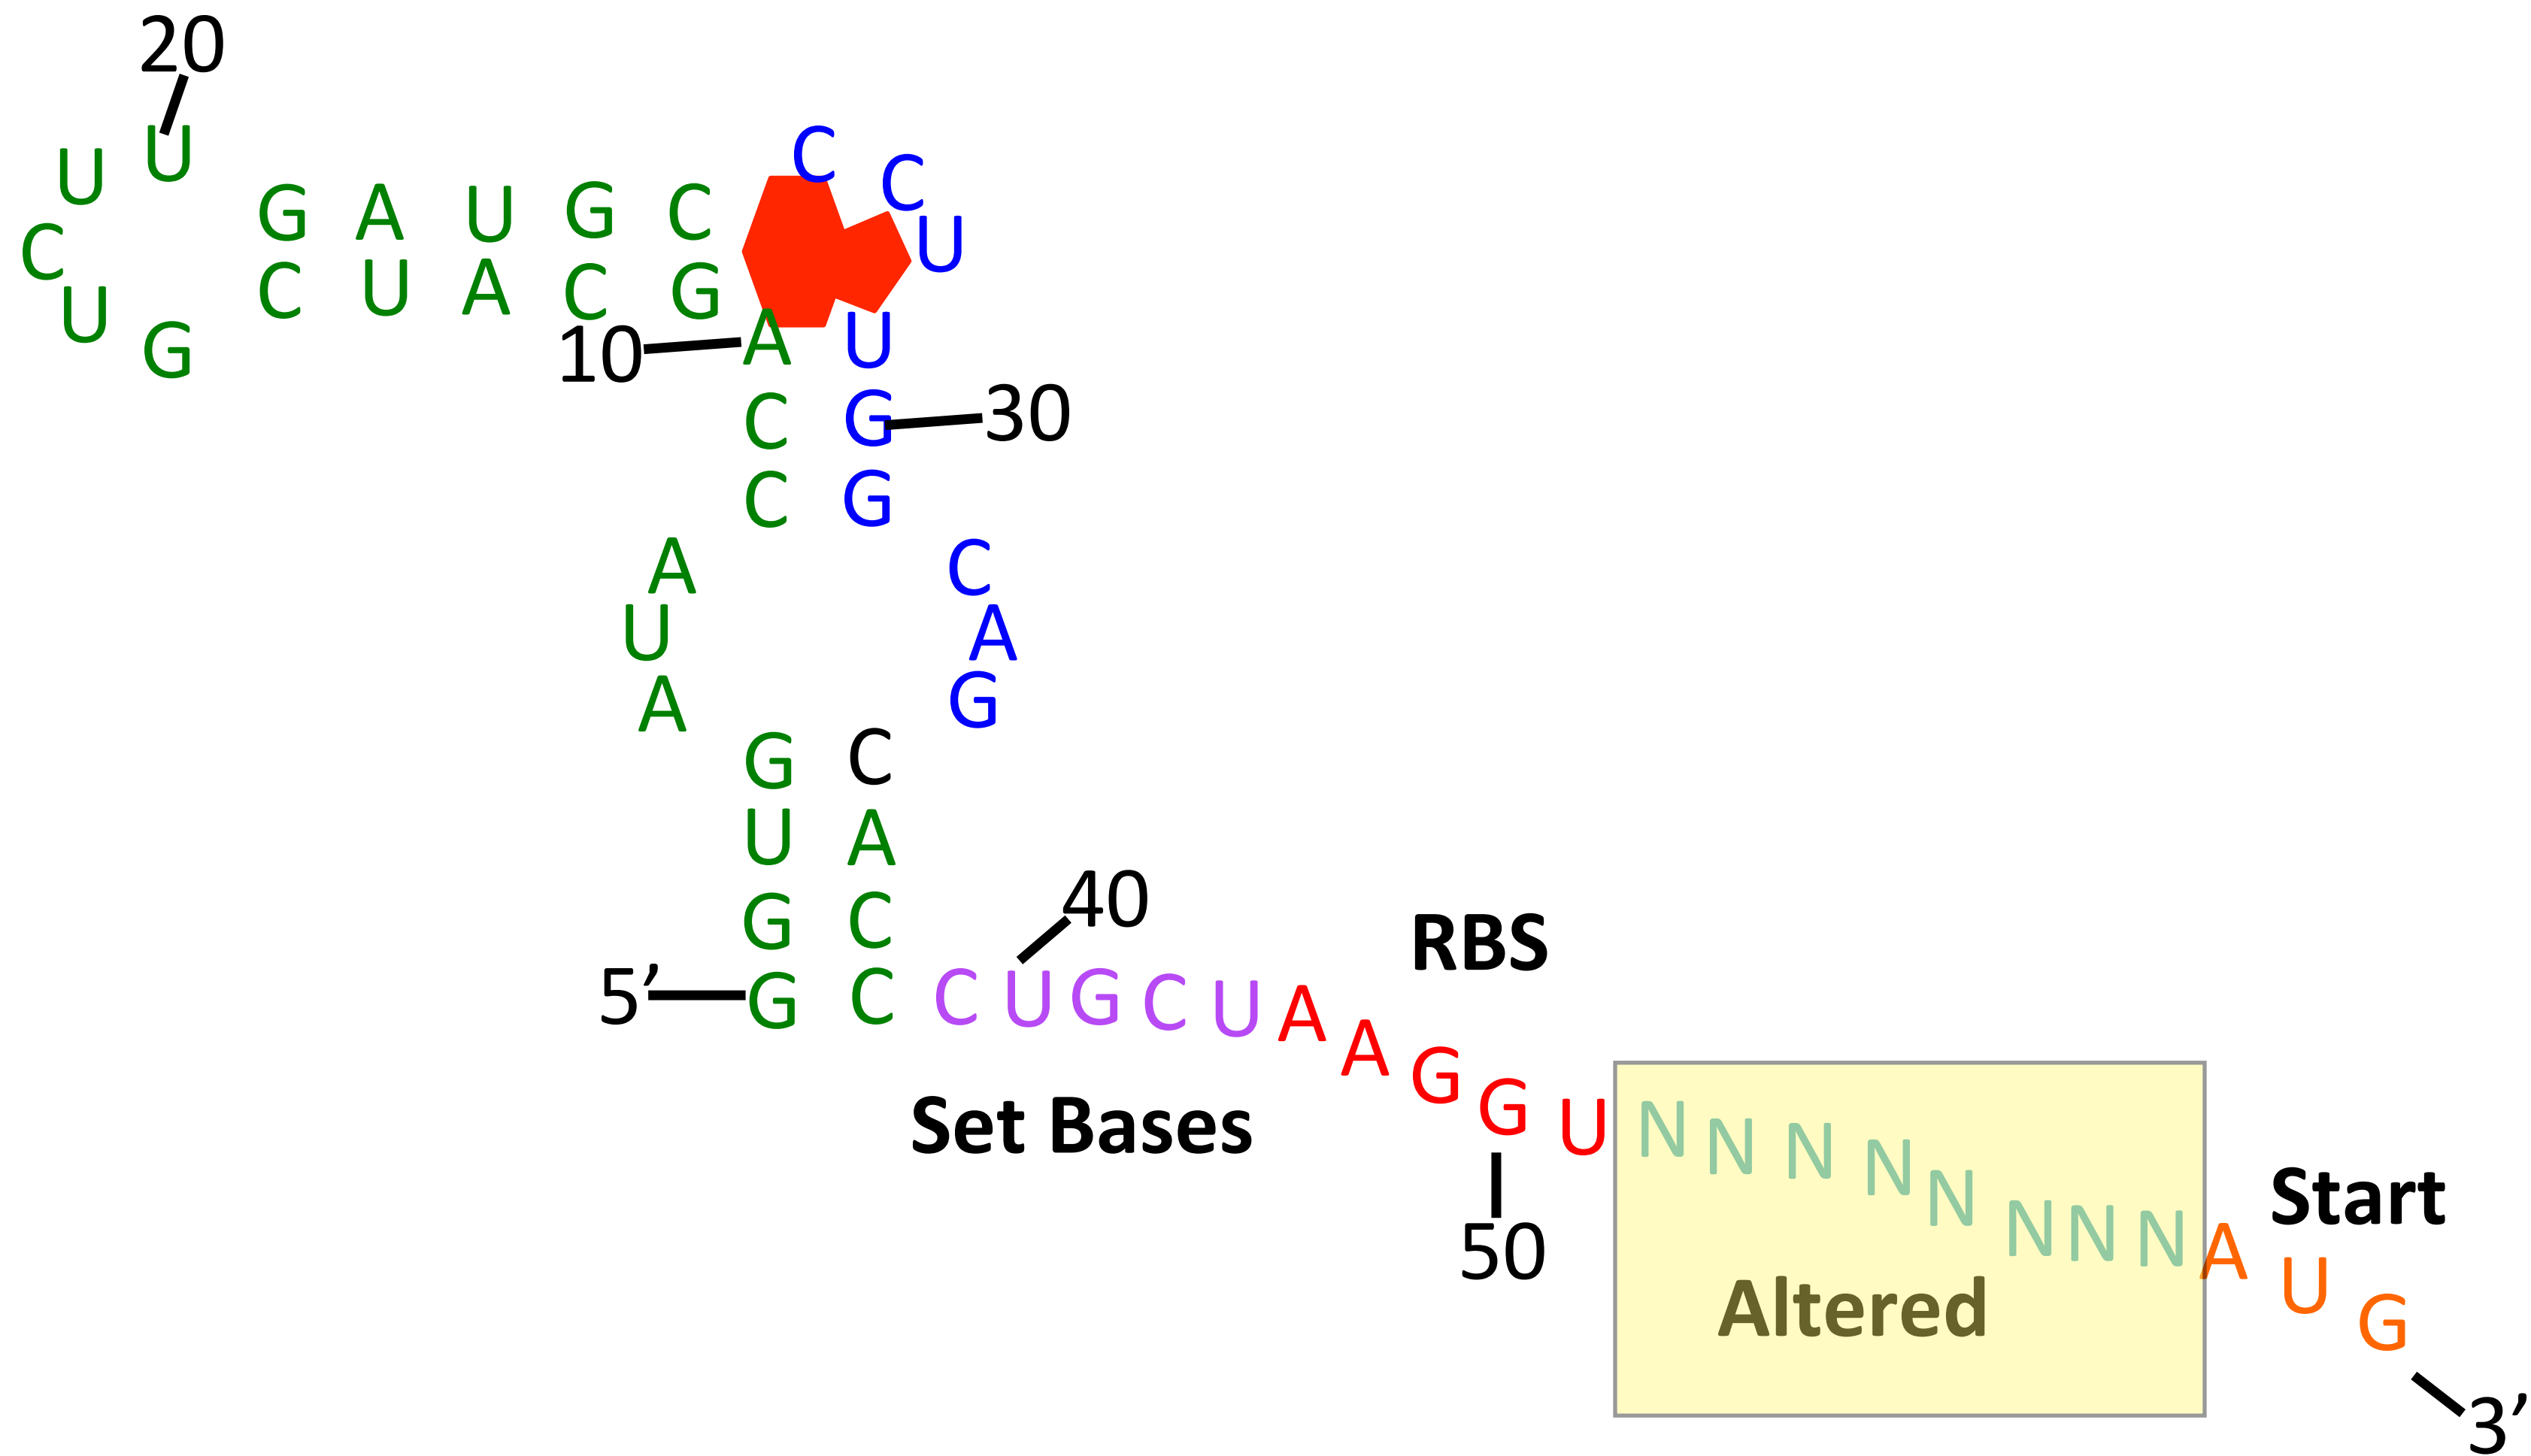 20
U U C C
G A U G C C
C U
C U A C G
U G 10 A U
C G 30
C G
A C
U A
A G
G C
U A
G C 40 RBS
5’ G C C U G C U A A G G U N N N N N N N N A U G
Set Bases Start
50 Altered
3’